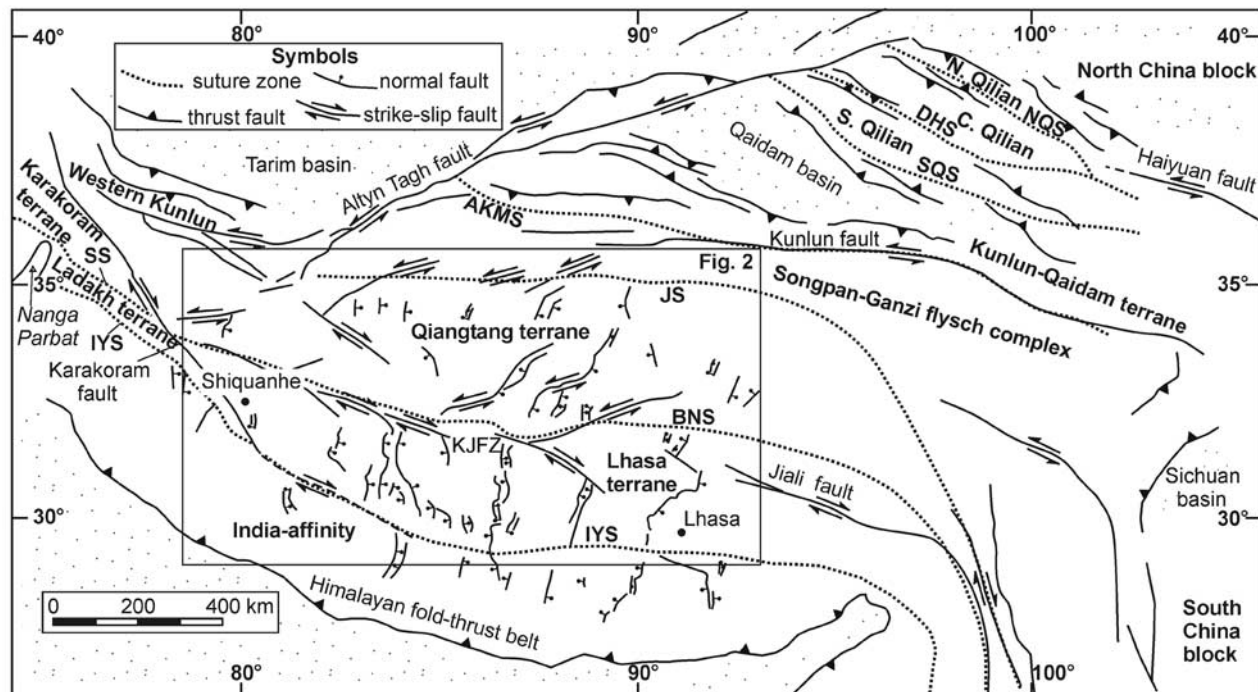 80°
90°
100°
40°
40°
Symbols
suture zone
normal fault
thrust fault
strike-slip fault
North China block
N. Qilian
NQS
C. Qilian
DHS
S. Qilian
SQS
Haiyuan fault
Qaidam basin
Tarim basin
Altyn Tagh fault
Western Kunlun
Karakoram
terrane
AKMS
Kunlun fault
Kunlun-Qaidam terrane
SS
Ladakh terrane
35°
35°
Fig. 2
JS
Songpan-Ganzi flysch complex
Nanga
Parbat
IYS
Karakoram
fault
Qiangtang terrane
Shiquanhe
BNS
KJFZ
Lhasa
terrane
Jiali fault
Sichuan
basin
30°
30°
India-affinity
IYS
Lhasa
Himalayan fold-thrust belt
0 200 400 km
South
China
block
80°
90°
100°